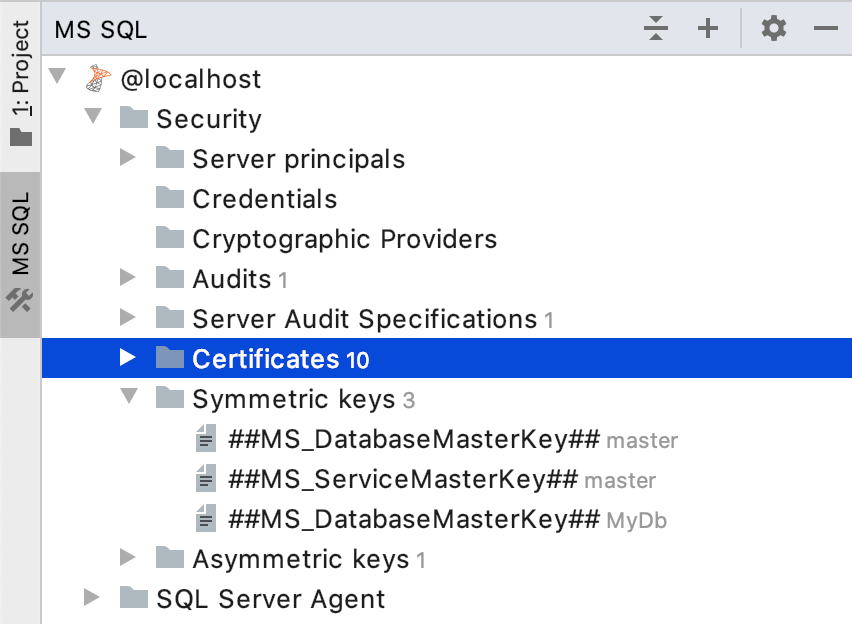 1: Project
MS SQL
MS SQL
@localhost
Security
Server principals
Credentials
Cryptographic Providers
Audits 1
Server Audit Specifications 1
Certificates 10
Symmetric keys 3
##MS_DatabaseMasterKey## master
##MS_ServiceMasterKey## master
##MS_DatabaseMasterKey## MyDb
Asymmetric keys 1
SQL Server Agent